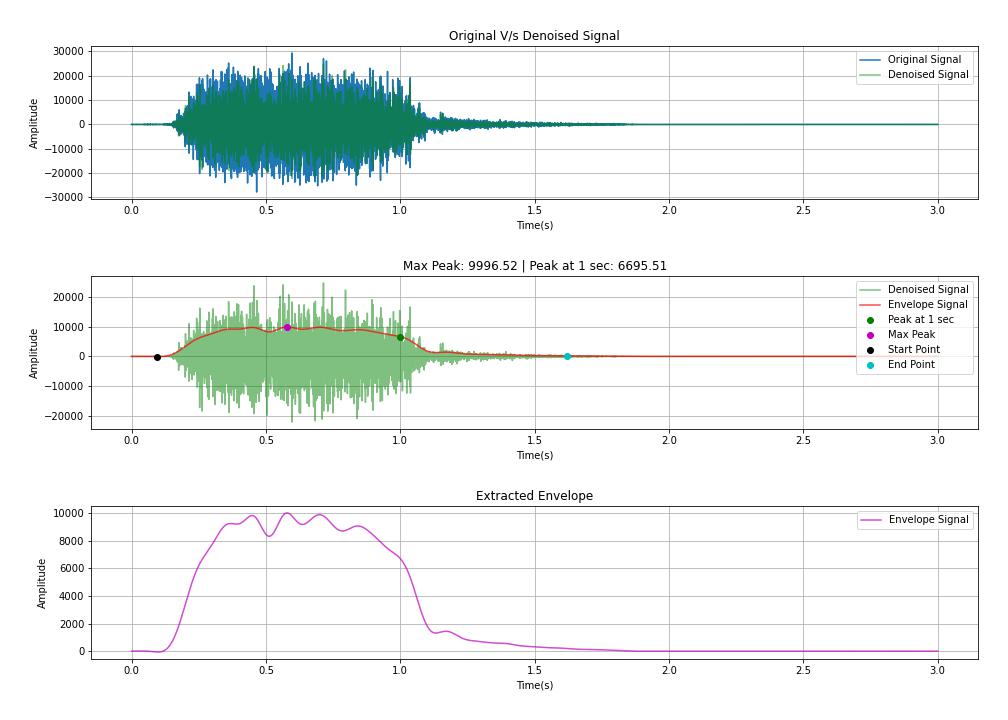 Original V/s Denoised Signal
30000
20000
10000
0
−10000
−20000
−30000
Amplitude
Original Signal
Denoised Signal
0.0 0.5 1.0 1.5 2.0 2.5 3.0
Time(s)
Max Peak: 9996.52 | Peak at 1 sec: 6695.51
20000
10000
0
−10000
−20000
Amplitude
Denoised Signal
Envelope Signal
Peak at 1 sec
Max Peak
Start Point
End Point
0.0 0.5 1.0 1.5 2.0 2.5 3.0
Time(s)
Extracted Envelope
10000
8000
6000
4000
2000
0
Amplitude
Envelope Signal
0.0 0.5 1.0 1.5 2.0 2.5 3.0
Time(s)